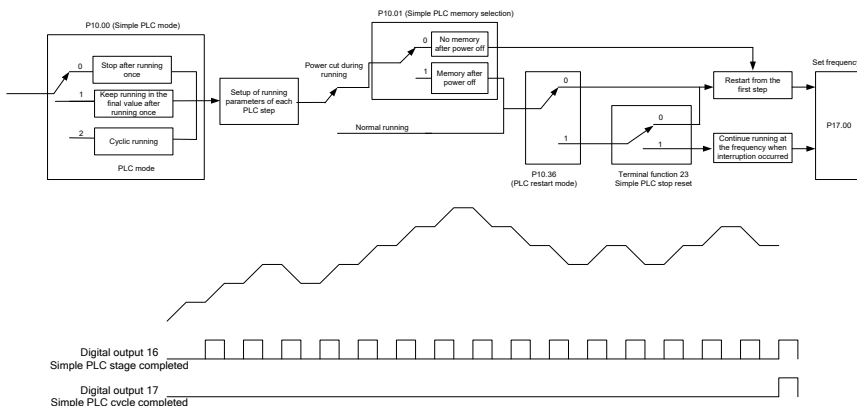 P10.00 (Simple PLC mode)
0
Stop after running
once
1
Keep running in the
final value after
running once
2
Cyclic running
PLC mode
Setup of running
parameters of each
PLC step
Power cut during
running
Normal running
P10.01 (Simple PLC memory selection)
0
No memory
after power off
1
Memory after
power off
0
1
P10.36
(PLC restart mode)
0
1
Terminal function 23
Simple PLC stop reset
Restart from the
first step
Continue running at
the frequency when
interruption occurred
Set frequency
P17.00
Digital output 16
Simple PLC stage completed
Digital output 17
Simple PLC cycle completed